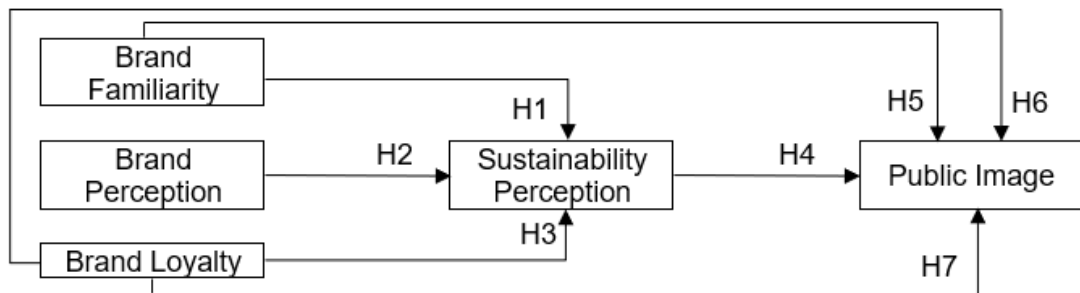 Brand
Familiarity
H5
H6
H1
Brand
Perception
H2
Sustainability
Perception
H4
Public Image
H3
Brand Loyalty
H7